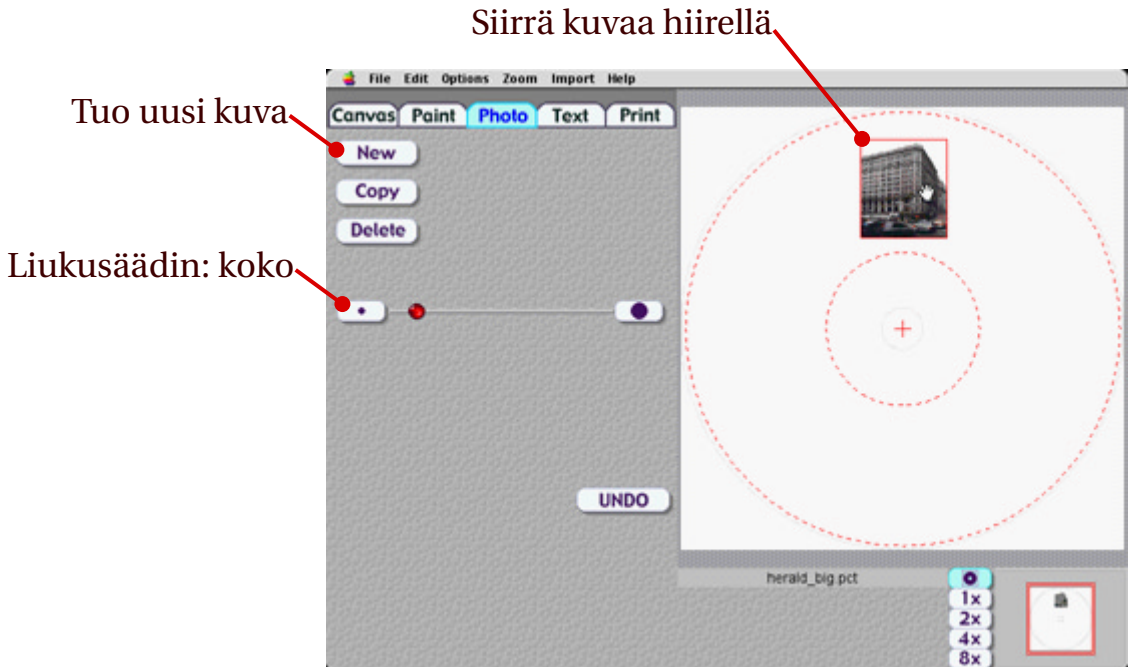 Siirrä kuvaa hiirellä
File Edit Options Zoom Import Help
Tuo uusi kuva
Canvas Paint Photo Text Print
New
Copy
Delete
Liukusäädin: koko
UNDO
herald_big.pct
1x
2x
4x
8x